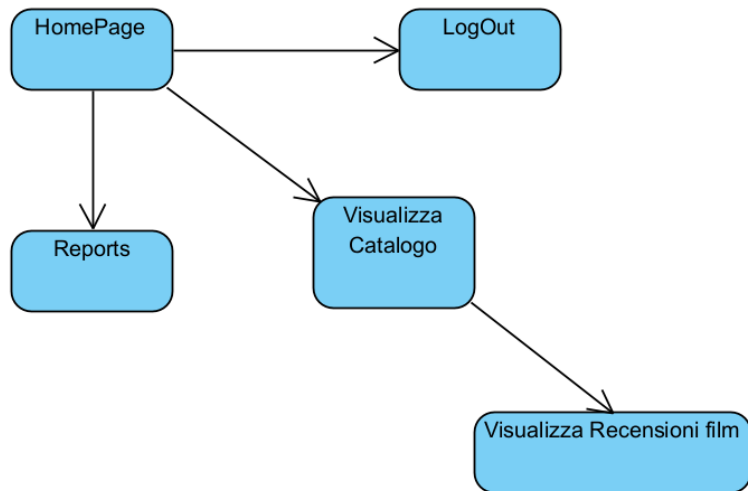 HomePage
LogOut
Visualizza
Catalogo
Reports
Visualizza Recensioni film